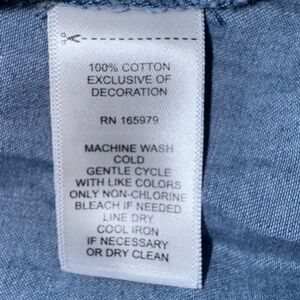 100% COTTON
EXCLUSIVE OF
DECORATION
RN 165979
MACHINE WASH
COLD
GENTLE CYCLE
WITH LIKE COLORS
ONLY NON-CHLORINE
BLEACH IF NEEDED
LINE DRY
COOL IRON
IF NECESSARY
OR DRY CLEAN